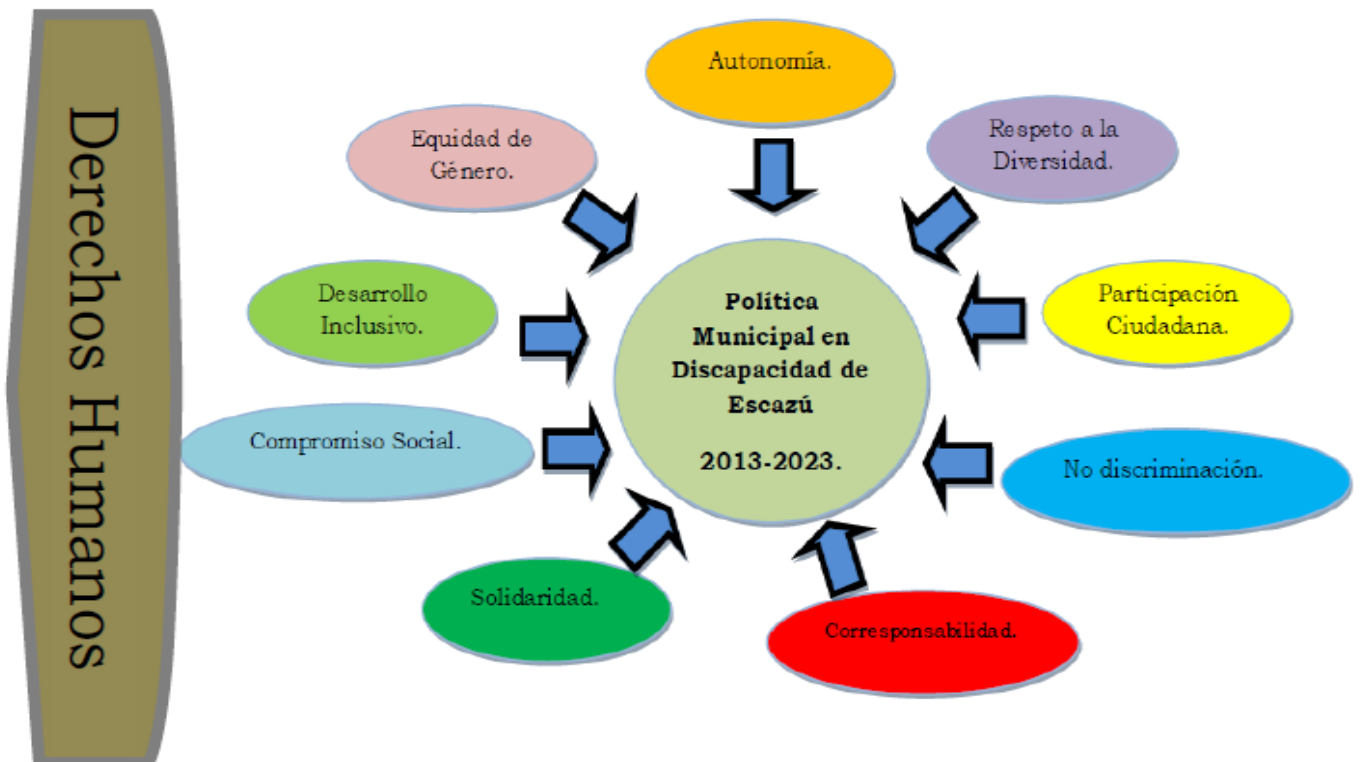 Derechos Humanos
Autonomía.
Equidad de
Género.
Respeto a la
Diversidad.
Desarrollo
Inclusivo.
Participación
Ciudadana.
Política
Municipal en
Discapacidad de
Escazú
2013-2023.
Compromiso Social.
No discriminación.
Solidaridad.
Corresponsabilidad.